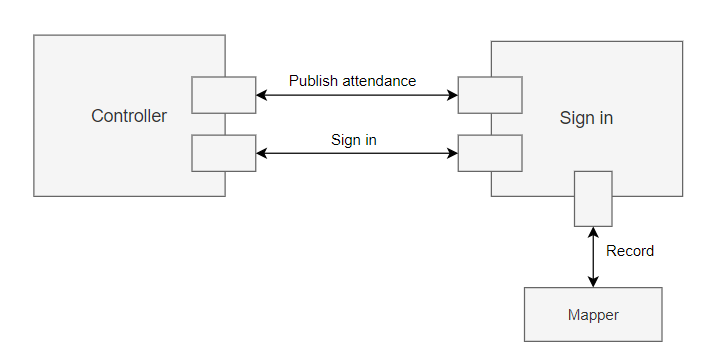 Publish attendance
Controller
Sign in
Sign in
Record
Mapper